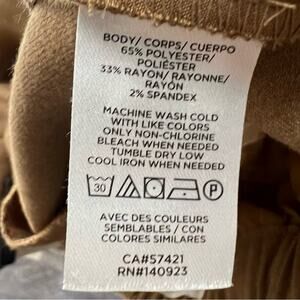 BODY/ CORPS/ CUERPO
65% POLYESTER/
POLIÉSTER
33% RAYON/ RAYONNE/
RAYÓN
2% SPANDEX
MACHINE WASH COLD
WITH LIKE COLORS
ONLY NON-CHLORINE
BLEACH WHEN NEEDED
TUMBLE DRY LOW
COOL IRON WHEN NEEDED
30 P
AVEC DES COULEURS
SEMBLABLES / CON
COLORES SIMILARES
CA#57421
RN#140923